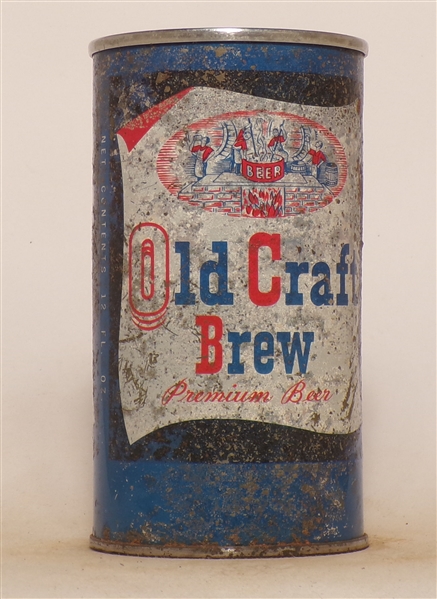 BEER
Old Craft
Brew
Premium Beer
NET CONTENTS 12 FL. OZ.